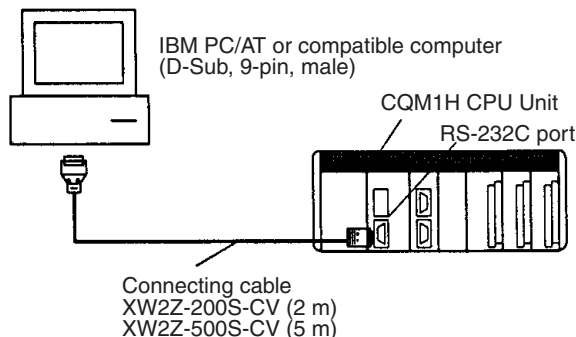 IBM PC/AT or compatible computer
(D-Sub, 9-pin, male)
CQM1H CPU Unit
RS-232C port
Connecting cable
XW2Z-200S-CV (2 m)
XW2Z-500S-CV (5 m)